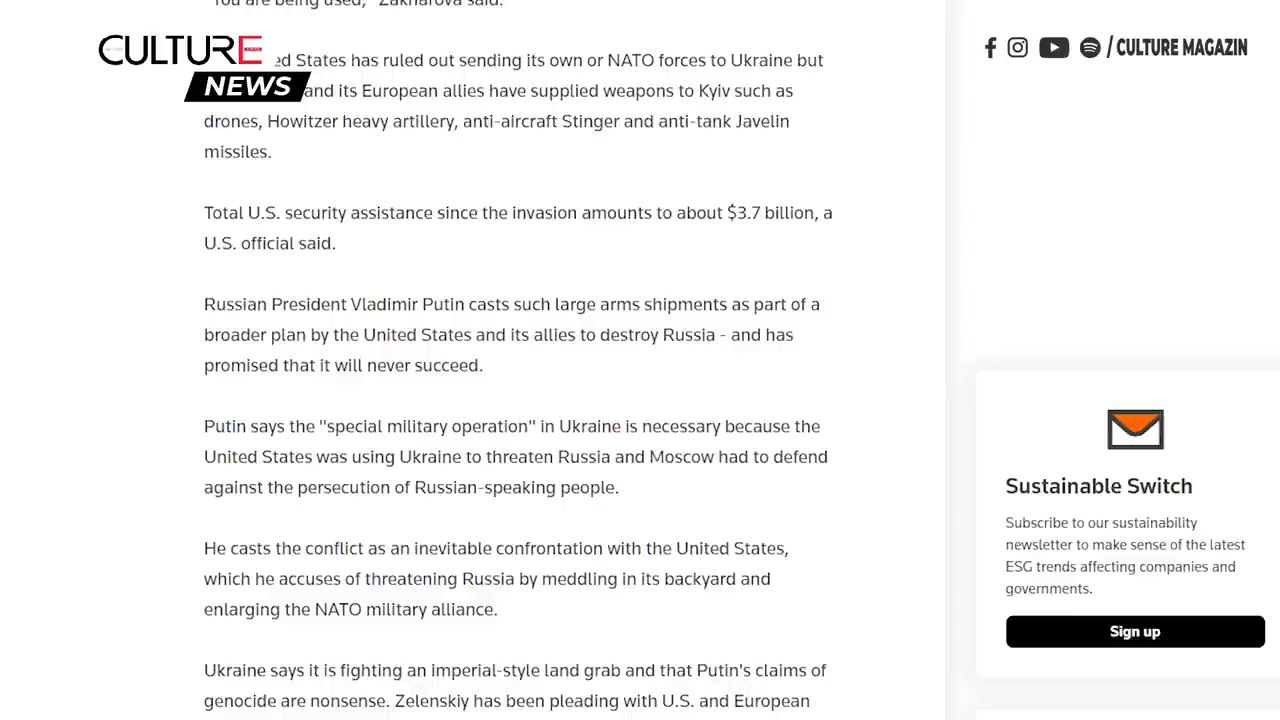 "You are being used," Zakharova said.
CULTURE
NEWS
/ CULTURE MAGAZIN
ed States has ruled out sending its own or NATO forces to Ukraine but
and its European allies have supplied weapons to Kyiv such as
drones, Howitzer heavy artillery, anti-aircraft Stinger and anti-tank Javelin
missiles.
Total U.S. security assistance since the invasion amounts to about $3.7 billion, a
U.S. official said.
Russian President Vladimir Putin casts such large arms shipments as part of a
broader plan by the United States and its allies to destroy Russia - and has
promised that it will never succeed.
Putin says the "special military operation" in Ukraine is necessary because the
United States was using Ukraine to threaten Russia and Moscow had to defend
against the persecution of Russian-speaking people.
He casts the conflict as an inevitable confrontation with the United States,
which he accuses of threatening Russia by meddling in its backyard and
enlarging the NATO military alliance.
Ukraine says it is fighting an imperial-style land grab and that Putin's claims of
genocide are nonsense. Zelenskiy has been pleading with U.S. and European
Sustainable Switch
Subscribe to our sustainability
newsletter to make sense of the latest
ESG trends affecting companies and
governments.
Sign up